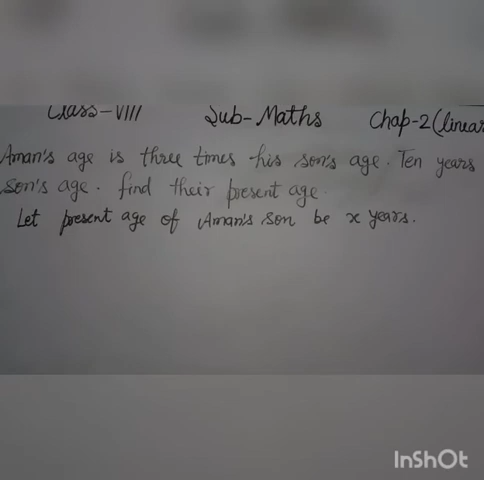 Class-VIII Sub-Maths Chap-2(linear
Aman's age is three times his son's age. Ten years
son's age. find their present age.
Let present age of Aman's son be x years.
InShOt